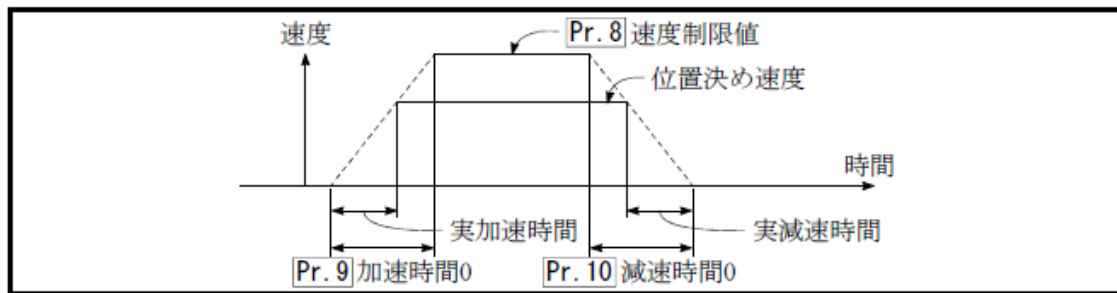 Pr. 8 速度制限値
速度
位置決め速度
時間
実加速時間
実減速時間
Pr. 9 加速時間0
Pr. 10 減速時間0